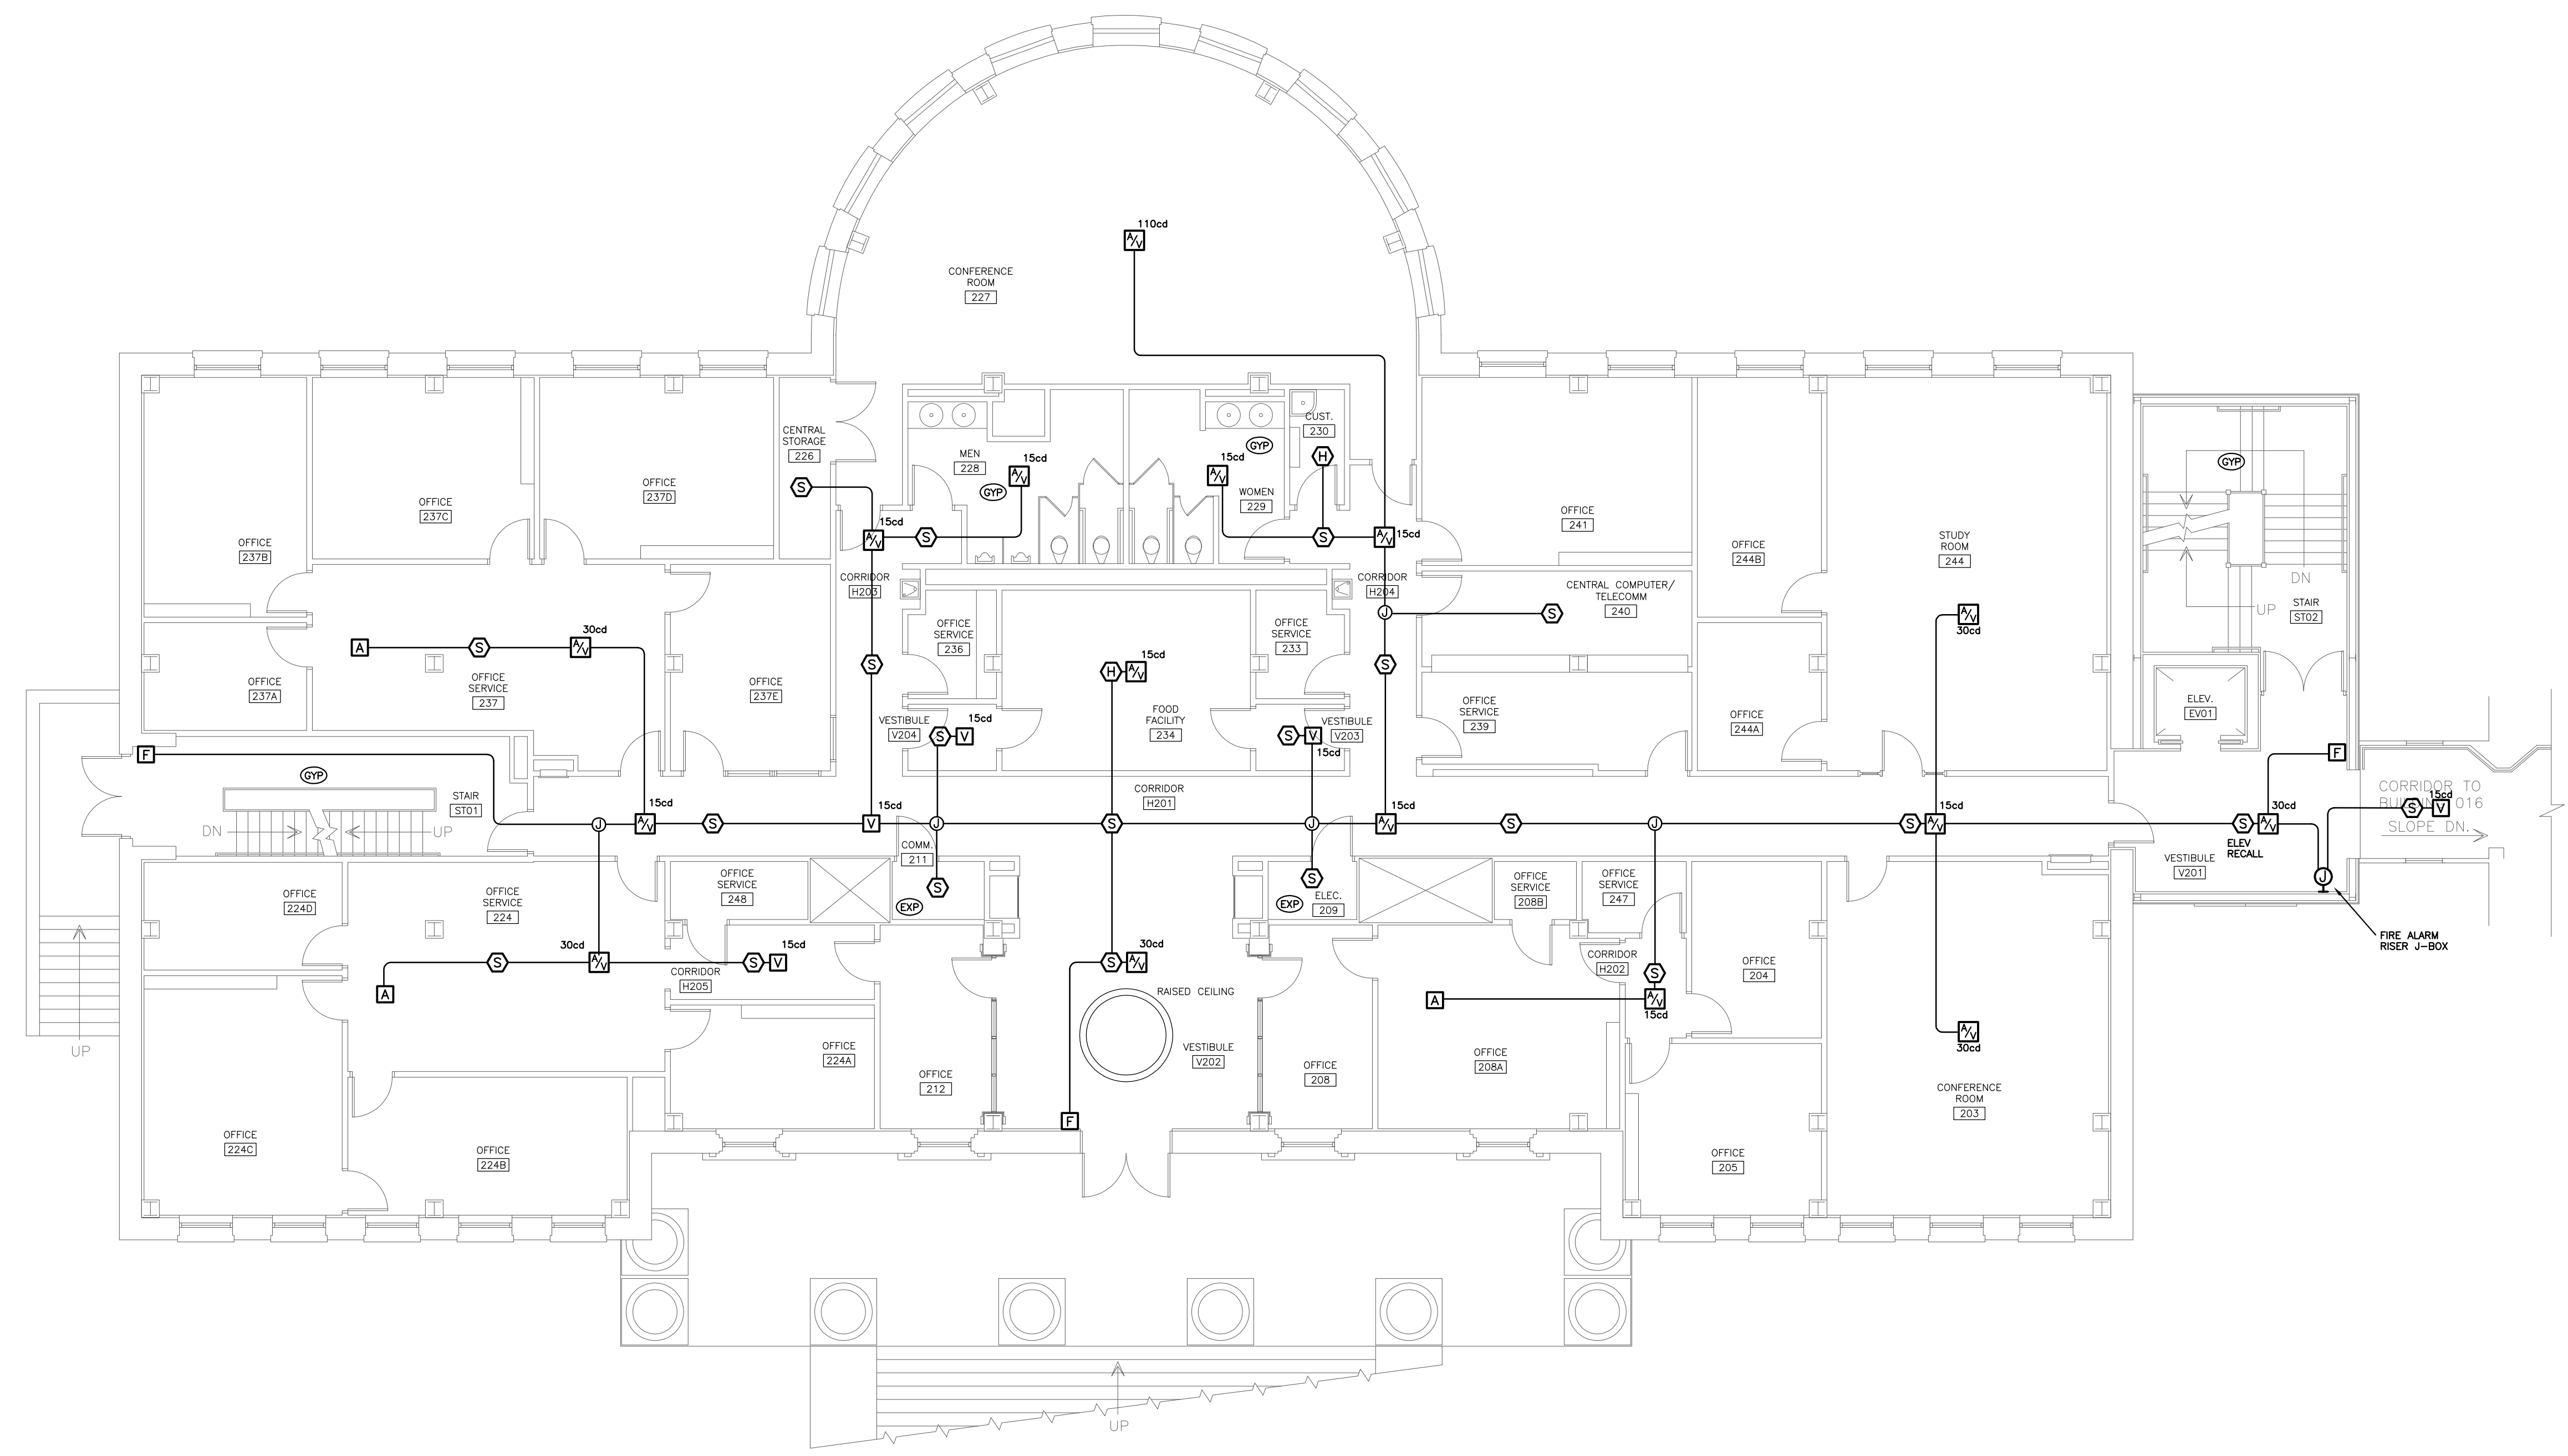 110cd
A/V
CONFERENCE
ROOM
227
CENTRAL
STORAGE
226
S
MEN
228
15cd
A/V
GYP
15cd
A/V
GYP
WOMEN
229
CUST.
230
H
OFFICE
237B
OFFICE
237C
OFFICE
237D
15cd
A/V
S
S
A/V
15cd
OFFICE
241
OFFICE
244B
STUDY
ROOM
244
A/V
30cd
GYP
DN
UP
STAIR
ST02
CORRIDOR
H203
CORRIDOR
H204
J
S
CENTRAL COMPUTER/
TELECOMM
240
OFFICE
237A
A
S
30cd
A/V
OFFICE
SERVICE
237
OFFICE
237E
S
OFFICE
SERVICE
236
H
15cd
A/V
OFFICE
SERVICE
233
S
OFFICE
SERVICE
239
OFFICE
244A
ELEV.
EV01
VESTIBULE
V204
S
15cd
V
FOOD
FACILITY
234
S
V
15cd
VESTIBULE
V203
F
GYP
DN
UP
STAIR
ST01
CORRIDOR
H201
F
CORRIDOR TO
BUILDING 016
SLOPE DN.
J
15cd
A/V
S
15cd
V
J
S
J
15cd
A/V
S
J
S
15cd
A/V
S
30cd
A/V
ELEV
RECALL
S
15cd
V
VESTIBULE
V201
J
FIRE ALARM
RISER J-BOX
OFFICE
224D
OFFICE
SERVICE
224
OFFICE
SERVICE
248
COMM.
211
S
EXP
S
EXP
ELEC.
209
OFFICE
SERVICE
208B
OFFICE
SERVICE
247
A
S
30cd
A/V
S
15cd
V
CORRIDOR
H205
S
30cd
A/V
CORRIDOR
H202
S
A
A/V
15cd
OFFICE
204
RAISED CEILING
UP
OFFICE
224C
OFFICE
224B
OFFICE
224A
OFFICE
212
F
VESTIBULE
V202
OFFICE
208
OFFICE
208A
OFFICE
205
A/V
30cd
CONFERENCE
ROOM
203
UP